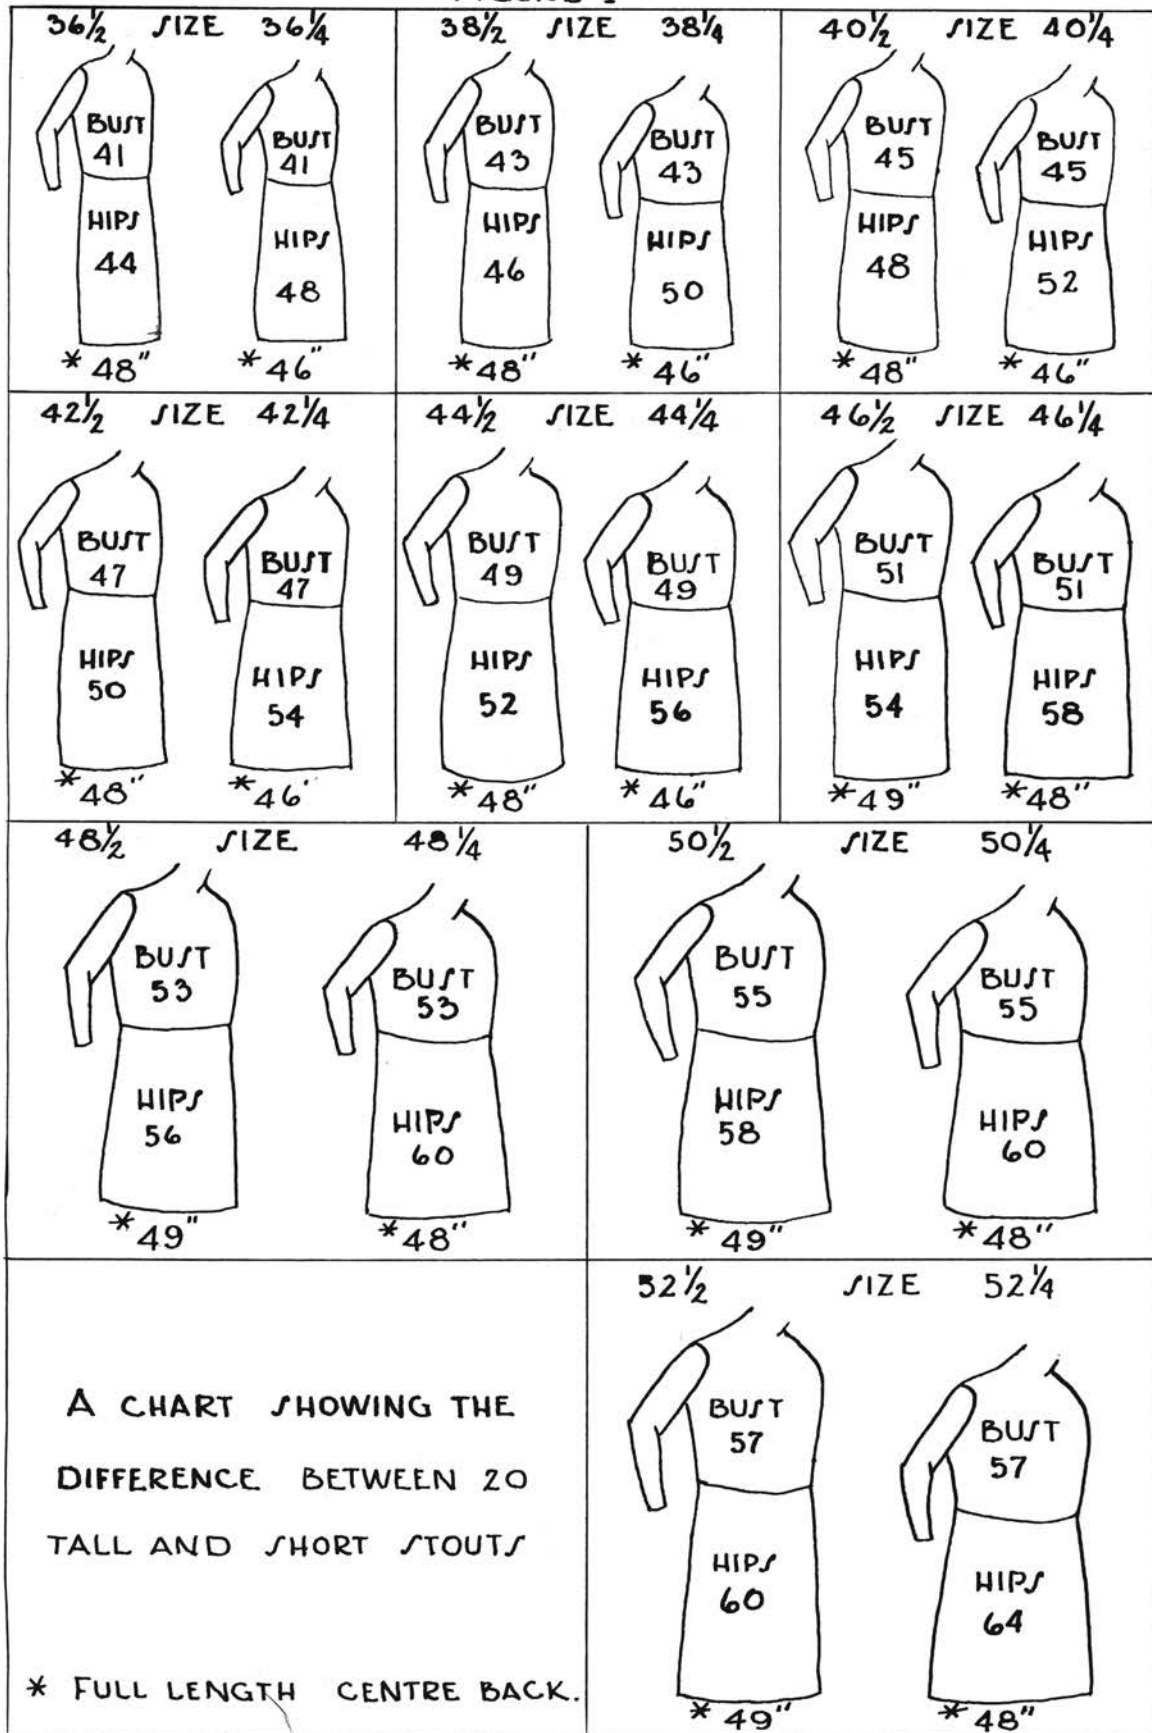 36½ SIZE 36¼
BUST
41
HIPS
44
* 48"
BUST
41
HIPS
48
* 46"
38½ SIZE 38¼
BUST
43
HIPS
46
* 48"
BUST
43
HIPS
50
* 46"
40½ SIZE 40¼
BUST
45
HIPS
48
* 48"
BUST
45
HIPS
52
* 46"
42½ SIZE 42¼
BUST
47
HIPS
50
* 48"
BUST
47
HIPS
54
* 46'
44½ SIZE 44¼
BUST
49
HIPS
52
* 48"
BUST
49
HIPS
56
* 46"
46½ SIZE 46¼
BUST
51
HIPS
54
* 49"
BUST
51
HIPS
58
* 48"
48½ SIZE 48¼
BUST
53
HIPS
56
* 49"
BUST
53
HIPS
60
* 48"
50½ SIZE 50¼
BUST
55
HIPS
58
* 49"
BUST
55
HIPS
60
* 48"
A CHART SHOWING THE
DIFFERENCE BETWEEN 20
TALL AND SHORT STOUTS
* FULL LENGTH CENTRE BACK.
52½ SIZE 52¼
BUST
57
HIPS
60
* 49"
BUST
57
HIPS
64
* 48"